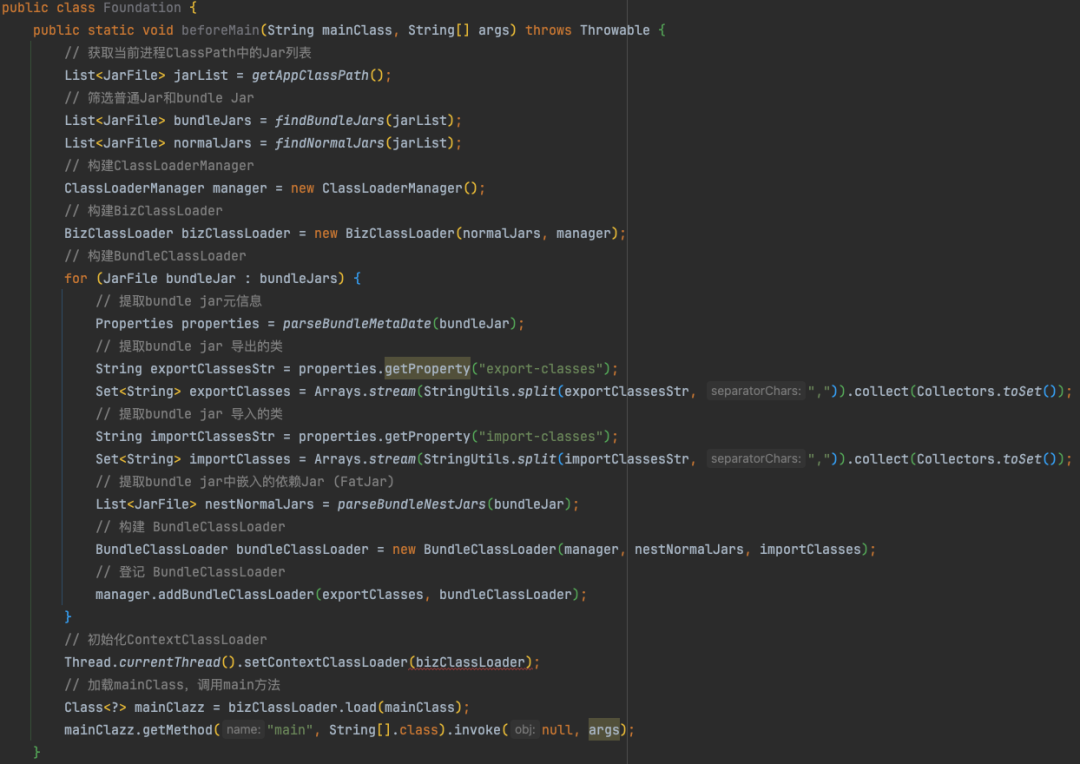 public class Foundation {
public static void beforeMain(String mainClass, String[] args) throws Throwable {
// 获取当前进程ClassPath中的Jar列表
List<JarFile> jarList = getAppClassPath();
// 筛选普通Jar和bundle Jar
List<JarFile> bundleJars = findBundleJars(jarList);
List<JarFile> normalJars = findNormalJars(jarList);
// 构建ClassLoaderManager
ClassLoaderManager manager = new ClassLoaderManager();
// 构建BizClassLoader
BizClassLoader bizClassLoader = new BizClassLoader(normalJars, manager);
// 构建BundleClassLoader
for (JarFile bundleJar : bundleJars) {
// 提取bundle jar元信息
Properties properties = parseBundleMetaDate(bundleJar);
// 提取bundle jar 导出的类
String exportClassesStr = properties.getProperty("export-classes");
Set<String> exportClasses = Arrays.stream(StringUtils.split(exportClassesStr, separatorChars: ",")).collect(Collectors.toSet());
// 提取bundle jar 导入的类
String importClassesStr = properties.getProperty("import-classes");
Set<String> importClasses = Arrays.stream(StringUtils.split(importClassesStr, separatorChars: ",")).collect(Collectors.toSet());
// 提取bundle jar中嵌入的依赖Jar (FatJar)
List<JarFile> nestNormalJars = parseBundleNestJars(bundleJar);
// 构建 BundleClassLoader
BundleClassLoader bundleClassLoader = new BundleClassLoader(manager, nestNormalJars, importClasses);
// 登记 BundleClassLoader
manager.addBundleClassLoader(exportClasses, bundleClassLoader);
}
// 初始化ContextClassLoader
Thread.currentThread().setContextClassLoader(bizClassLoader);
// 加载mainClass，调用main方法
Class<?> mainClazz = bizClassLoader.load(mainClass);
mainClazz.getMethod( name: "main", String[].class).invoke( obj: null, args);
}